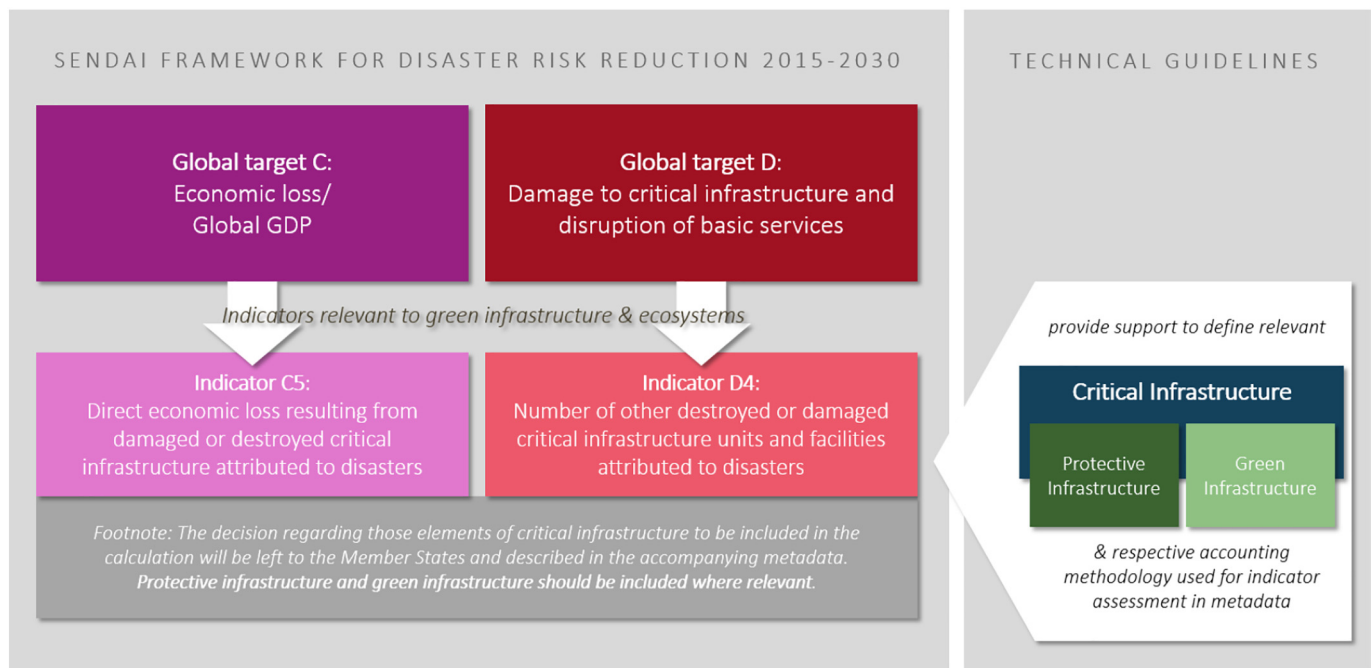 SENDAI FRAMEWORK FOR DISASTER RISK REDUCTION 2015-2030
Global target C:
Economic loss/
Global GDP
Global target D:
Damage to critical infrastructure and
disruption of basic services
Indicators relevant to green infrastructure & ecosystems
Indicator C5:
Direct economic loss resulting from
damaged or destroyed critical
infrastructure attributed to disasters
Indicator D4:
Number of other destroyed or damaged
critical infrastructure units and facilities
attributed to disasters
Footnote: The decision regarding those elements of critical infrastructure to be included in the
calculation will be left to the Member States and described in the accompanying metadata.
Protective infrastructure and green infrastructure should be included where relevant.
TECHNICAL GUIDELINES
provide support to define relevant
Critical Infrastructure
Protective
Infrastructure
Green
Infrastructure
& respective accounting
methodology used for indicator
assessment in metadata